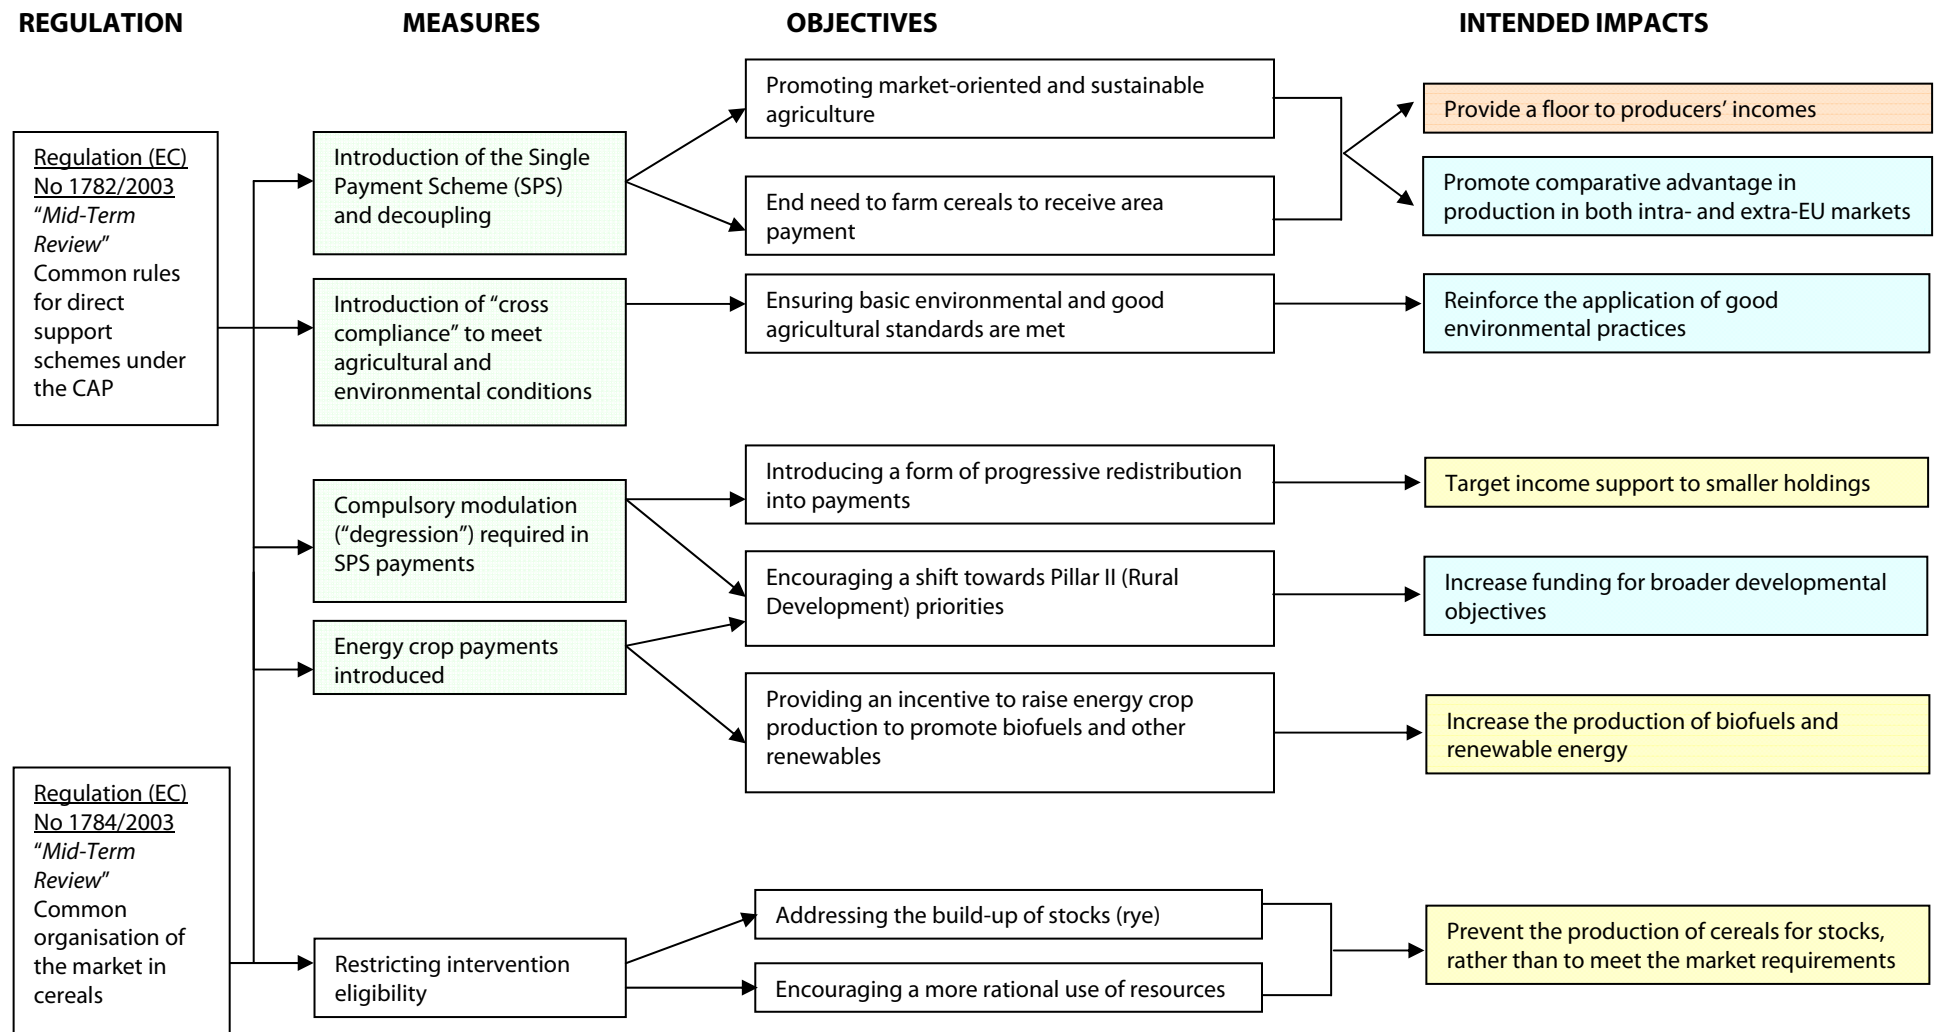 REGULATION
MEASURES
OBJECTIVES
INTENDED IMPACTS
Regulation (EC)
No 1782/2003
“Mid-Term
Review”
Common rules
for direct
support
schemes under
the CAP
Regulation (EC)
No 1784/2003
“Mid-Term
Review”
Common
organisation of
the market in
cereals
Introduction of the Single
Payment Scheme (SPS)
and decoupling
Introduction of “cross
compliance” to meet
agricultural and
environmental conditions
Compulsory modulation
(“degression”) required in
SPS payments
Energy crop payments
introduced
Restricting intervention
eligibility
Promoting market-oriented and sustainable
agriculture
End need to farm cereals to receive area
payment
Ensuring basic environmental and good
agricultural standards are met
Introducing a form of progressive redistribution
into payments
Encouraging a shift towards Pillar II (Rural
Development) priorities
Providing an incentive to raise energy crop
production to promote biofuels and other
renewables
Addressing the build-up of stocks (rye)
Encouraging a more rational use of resources
Provide a floor to producers’ incomes
Promote comparative advantage in
production in both intra- and extra-EU markets
Reinforce the application of good
environmental practices
Target income support to smaller holdings
Increase funding for broader developmental
objectives
Increase the production of biofuels and
renewable energy
Prevent the production of cereals for stocks,
rather than to meet the market requirements